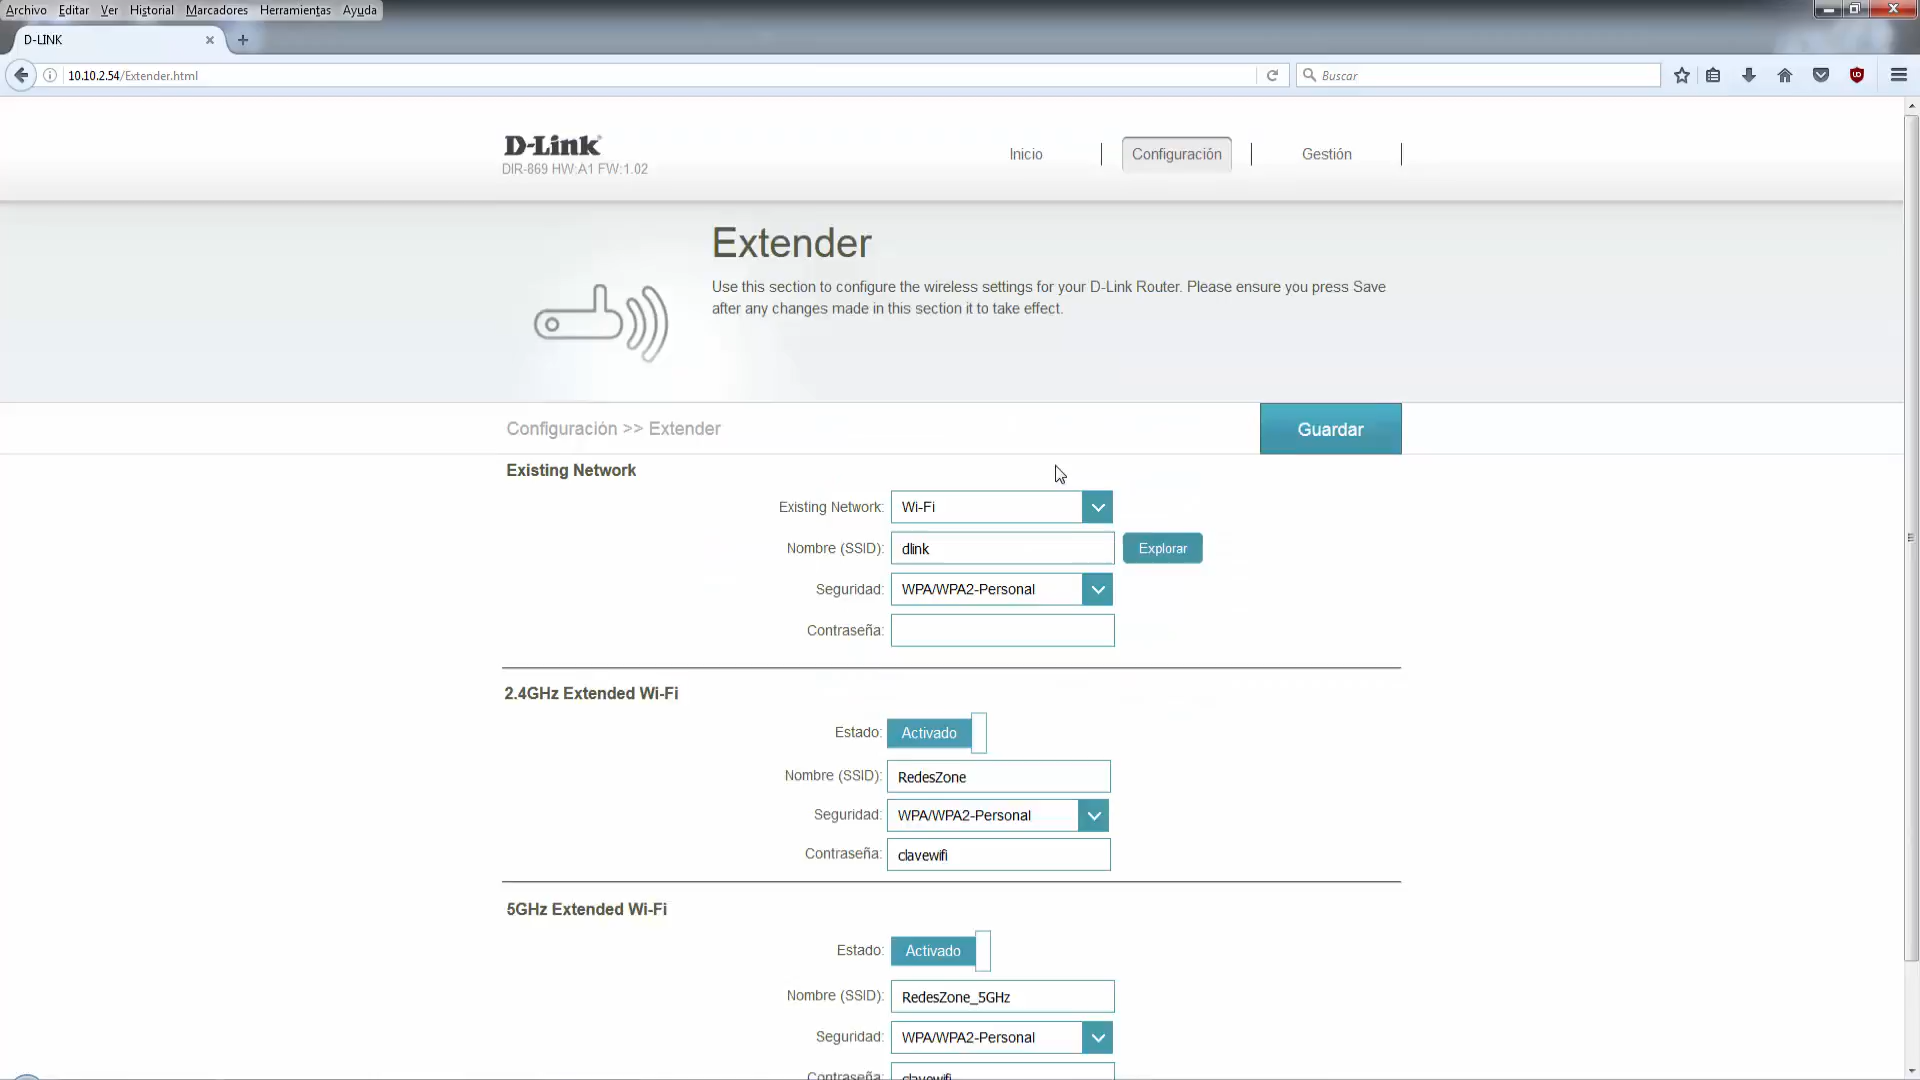 Archivo Editar Ver Historial Marcadores Herramientas Ayuda
D-LINK
10.10.2.54/Extender.html
Buscar
D-Link
DIR-869 HW:A1 FW:1.02
Inicio
Configuración
Gestión
Extender
Use this section to configure the wireless settings for your D-Link Router. Please ensure you press Save
after any changes made in this section it to take effect.
Configuración >> Extender
Guardar
Existing Network
Existing Network: Wi-Fi
Nombre (SSID): dlink Explorar
Seguridad: WPA/WPA2-Personal
Contraseña:
2.4GHz Extended Wi-Fi
Estado: Activado
Nombre (SSID): RedesZone
Seguridad: WPA/WPA2-Personal
Contraseña: clavewifi
5GHz Extended Wi-Fi
Estado: Activado
Nombre (SSID): RedesZone_5GHz
Seguridad: WPA/WPA2-Personal
Contraseña: clavewifi